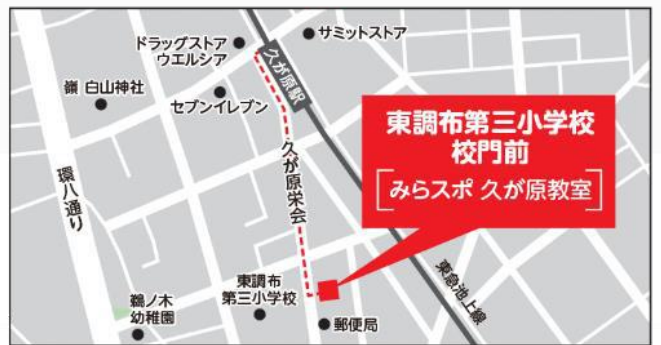 ドラッグストア
ウエルシア
サミットストア
久が原駅
嶺 白山神社
セブンイレブン
東調布第三小学校
校門前
[みらスポ 久が原教室]
久が原栄会
環八通り
東急池上線
東調布
第三小学校
鵜ノ木
幼稚園
郵便局